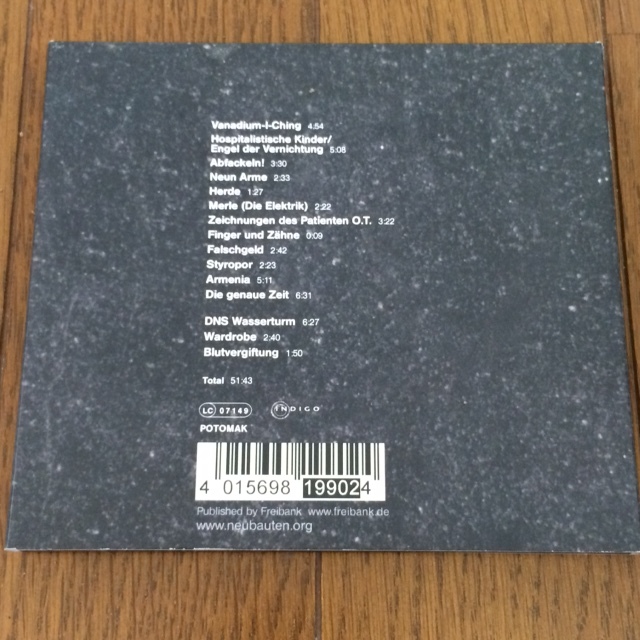 Vanadium-I-Ching 4:54
Hospitalistische Kinder/
Engel der Vernichtung 5:08
Abfackeln! 3:30
Neun Arme 2:33
Herde 1:27
Merle (Die Elektrik) 2:22
Zeichnungen des Patienten O.T. 3:22
Finger und Zähne 0:09
Falschgeld 2:42
Styropor 2:23
Armenia 5:11
Die genaue Zeit 6:31
DNS Wasserturm 6:27
Wardrobe 2:40
Blutvergiftung 1:50
Total 51:43
LC 07149 INDIGO
POTOMAK
4 015698 199024
Published by Freibank www.freibank.de
www.neubauten.org